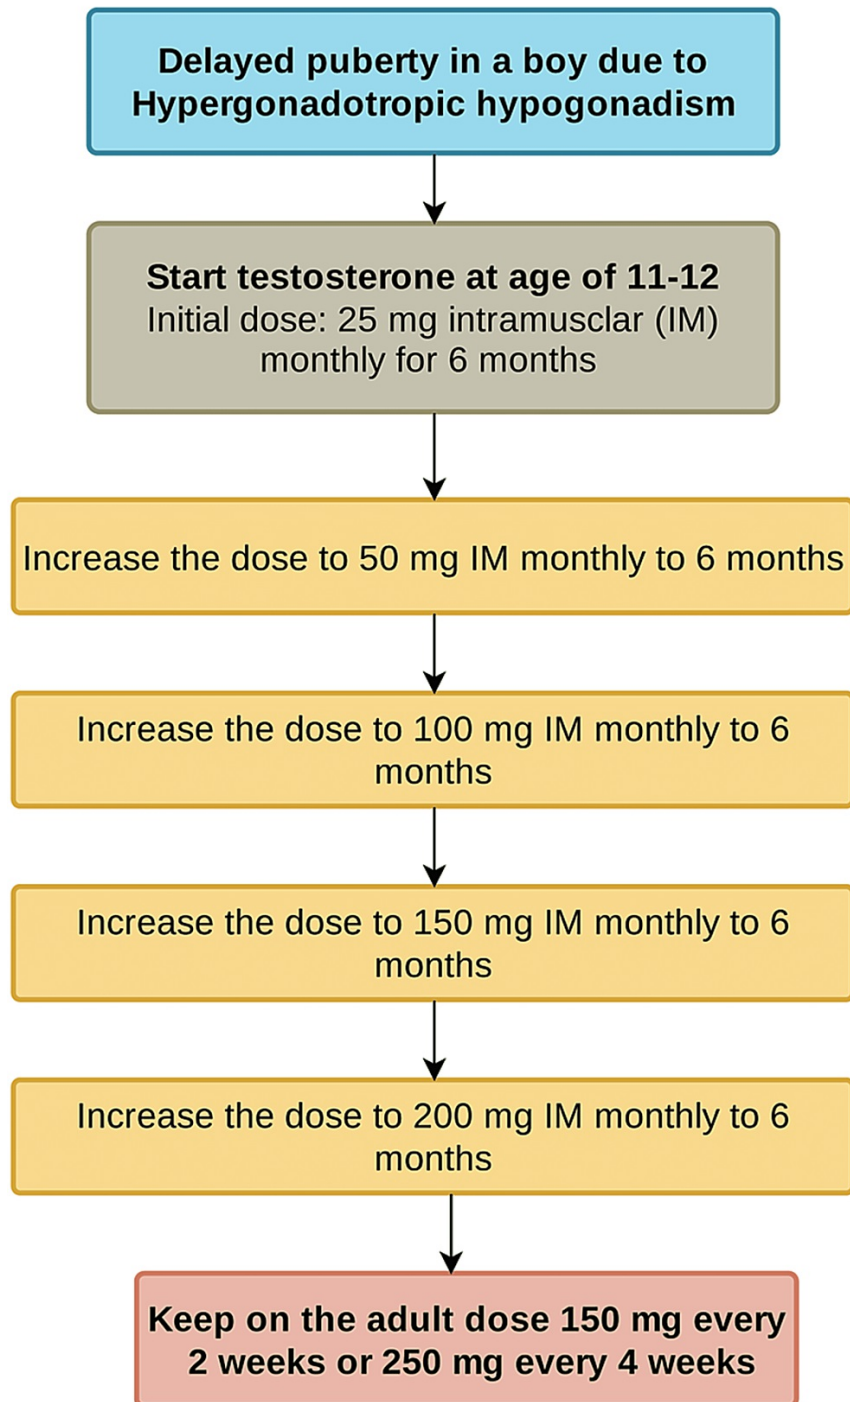 Delayed puberty in a boy due to
Hypergonadotropic hypogonadism
Start testosterone at age of 11-12
Initial dose: 25 mg intramusclar (IM)
monthly for 6 months
Increase the dose to 50 mg IM monthly to 6 months
Increase the dose to 100 mg IM monthly to 6
months
Increase the dose to 150 mg IM monthly to 6
months
Increase the dose to 200 mg IM monthly to 6
months
Keep on the adult dose 150 mg every
2 weeks or 250 mg every 4 weeks